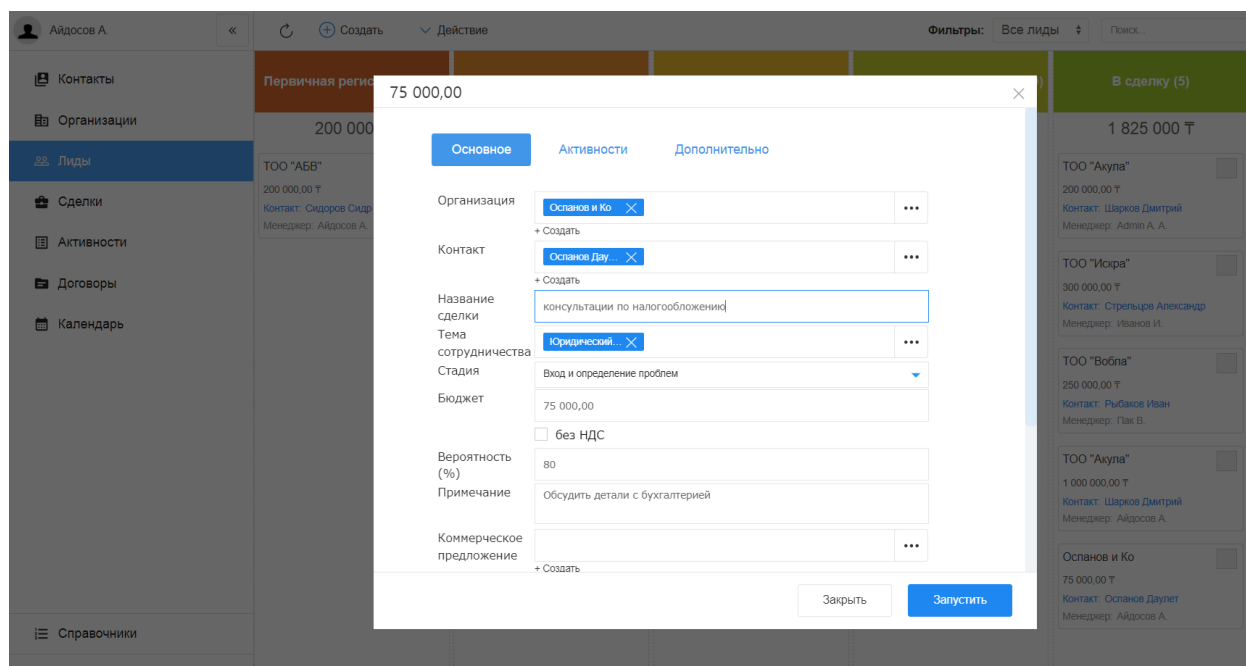 Айдосов А.
«
Создать
Действие
Фильтры:
Все лиды
Поиск...
Контакты
Организации
Лиды
Сделки
Активности
Договоры
Календарь
Справочники
Первичная регис
200 000
ТОО "АБВ"
200 000,00 ₸
Контакт: Сидоров Сидр
Менеджер: Айдосов А.
75 000,00
Основное
Активности
Дополнительно
Организация
Оспанов и Ко
+ Создать
Контакт
Оспанов Дау...
+ Создать
Название
сделки
консультации по налогообложению
Тема
сотрудничества
Юридический...
Стадия
Вход и определение проблем
Бюджет
75 000,00
без НДС
Вероятность
(%)
80
Примечание
Обсудить детали с бухгалтерией
Коммерческое
предложение
+ Создать
Закрыть
Запустить
)
В сделку (5)
1 825 000 ₸
ТОО "Акула"
200 000,00 ₸
Контакт: Шарков Дмитрий
Менеджер: Admin A. A.
ТОО "Искра"
300 000,00 ₸
Контакт: Стрельцов Александр
Менеджер: Иванов И.
ТОО "Вобла"
250 000,00 ₸
Контакт: Рыбаков Иван
Менеджер: Пак В.
ТОО "Акула"
1 000 000,00 ₸
Контакт: Шарков Дмитрий
Менеджер: Айдосов А.
Оспанов и Ко
75 000,00 ₸
Контакт: Оспанов Даулет
Менеджер: Айдосов А.